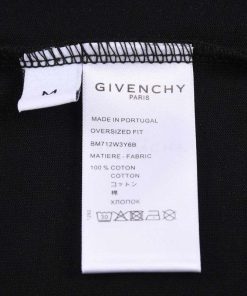 M
GIVENCHY
PARIS
MADE IN PORTUGAL
OVERSIZED FIT
BM712W3Y6B
MATIERE - FABRIC
100 % COTON
COTTON
コットン
棉
ХЛОПОК